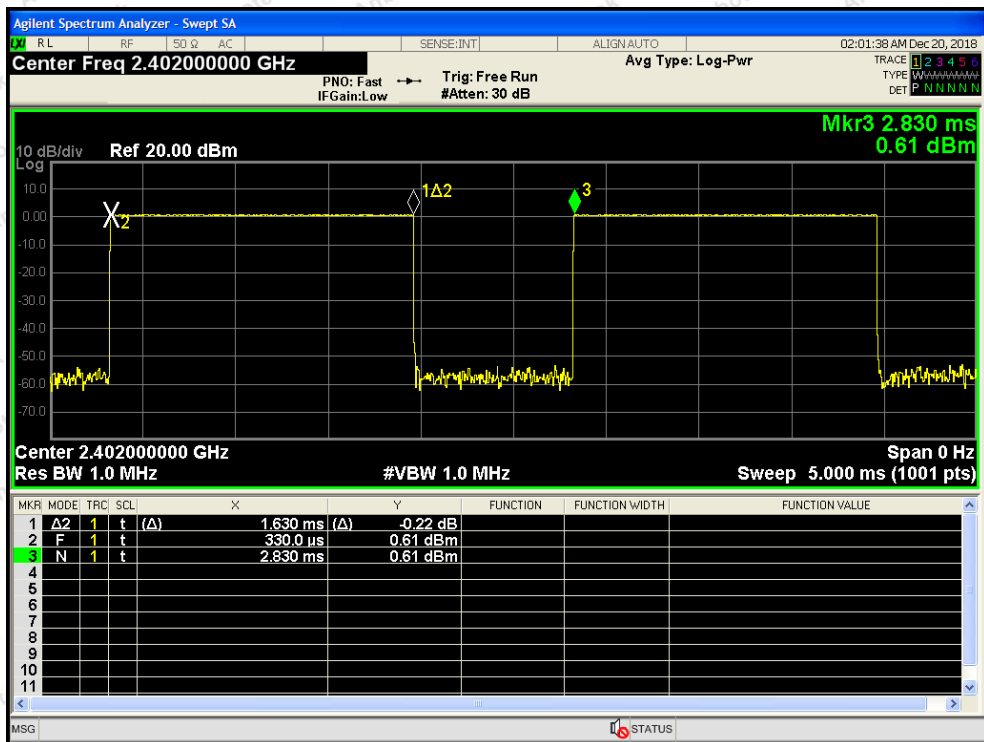 Agilent Spectrum Analyzer - Swept SA
LXI RL RF 50 Ω AC SENSE:INT ALIGNAUTO 02:01:38 AM Dec 20, 2018
Center Freq 2.402000000 GHz
PNO: Fast
IFGain:Low
Trig: Free Run
#Atten: 30 dB
Avg Type: Log-Pwr
TRACE 1 2 3 4 5 6
TYPE WWWWWWW
DET P N N N N N
Mkr3 2.830 ms
0.61 dBm
10 dB/div Ref 20.00 dBm
Log
10.0
0.00
-10.0
-20.0
-30.0
-40.0
-50.0
-60.0
-70.0
2
1Δ2
3
Center 2.402000000 GHz Span 0 Hz
Res BW 1.0 MHz #VBW 1.0 MHz Sweep 5.000 ms (1001 pts)
MKR MODE TRC SCL X Y FUNCTION FUNCTION WIDTH FUNCTION VALUE
1 Δ2 1 t (Δ) 1.630 ms (Δ) -0.22 dB
2 F 1 t 330.0 µs 0.61 dBm
3 N 1 t 2.830 ms 0.61 dBm
4
5
6
7
8
9
10
11
MSG STATUS